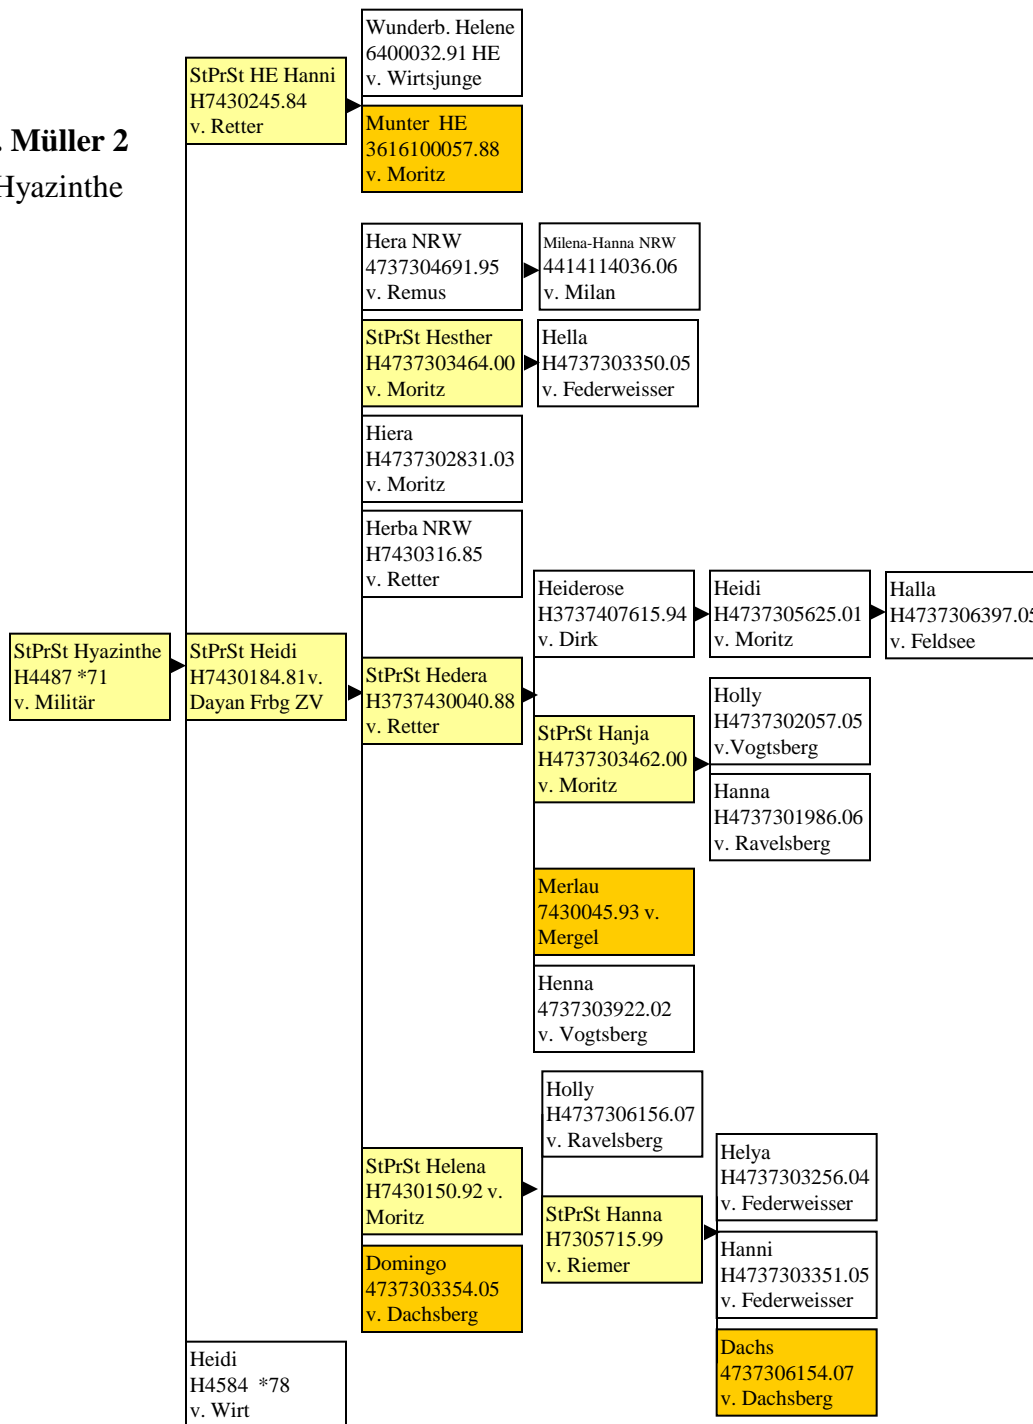 . Müller 2
Hyazinthe
StPrSt Hyazinthe
H4487 *71
v. Militär
StPrSt HE Hanni
H7430245.84
v. Retter
StPrSt Heidi
H7430184.81v.
Dayan Frbg ZV
Heidi
H4584 *78
v. Wirt
Wunderb. Helene
6400032.91 HE
v. Wirtsjunge
Munter HE
3616100057.88
v. Moritz
Hera NRW
4737304691.95
v. Remus
StPrSt Hesther
H4737303464.00
v. Moritz
Hiera
H4737302831.03
v. Moritz
Herba NRW
H7430316.85
v. Retter
StPrSt Hedera
H3737430040.88
v. Retter
StPrSt Helena
H7430150.92 v.
Moritz
Domingo
4737303354.05
v. Dachsberg
Milena-Hanna NRW
4414114036.06
v. Milan
Hella
H4737303350.05
v. Federweisser
Heiderose
H3737407615.94
v. Dirk
StPrSt Hanja
H4737303462.00
v. Moritz
Merlau
7430045.93 v.
Mergel
Henna
4737303922.02
v. Vogtsberg
Holly
H4737306156.07
v. Ravelsberg
StPrSt Hanna
H7305715.99
v. Riemer
Heidi
H4737305625.01
v. Moritz
Holly
H4737302057.05
v.Vogtsberg
Hanna
H4737301986.06
v. Ravelsberg
Helya
H4737303256.04
v. Federweisser
Hanni
H4737303351.05
v. Federweisser
Dachs
4737306154.07
v. Dachsberg
Halla
H4737306397.05
v. Feldsee